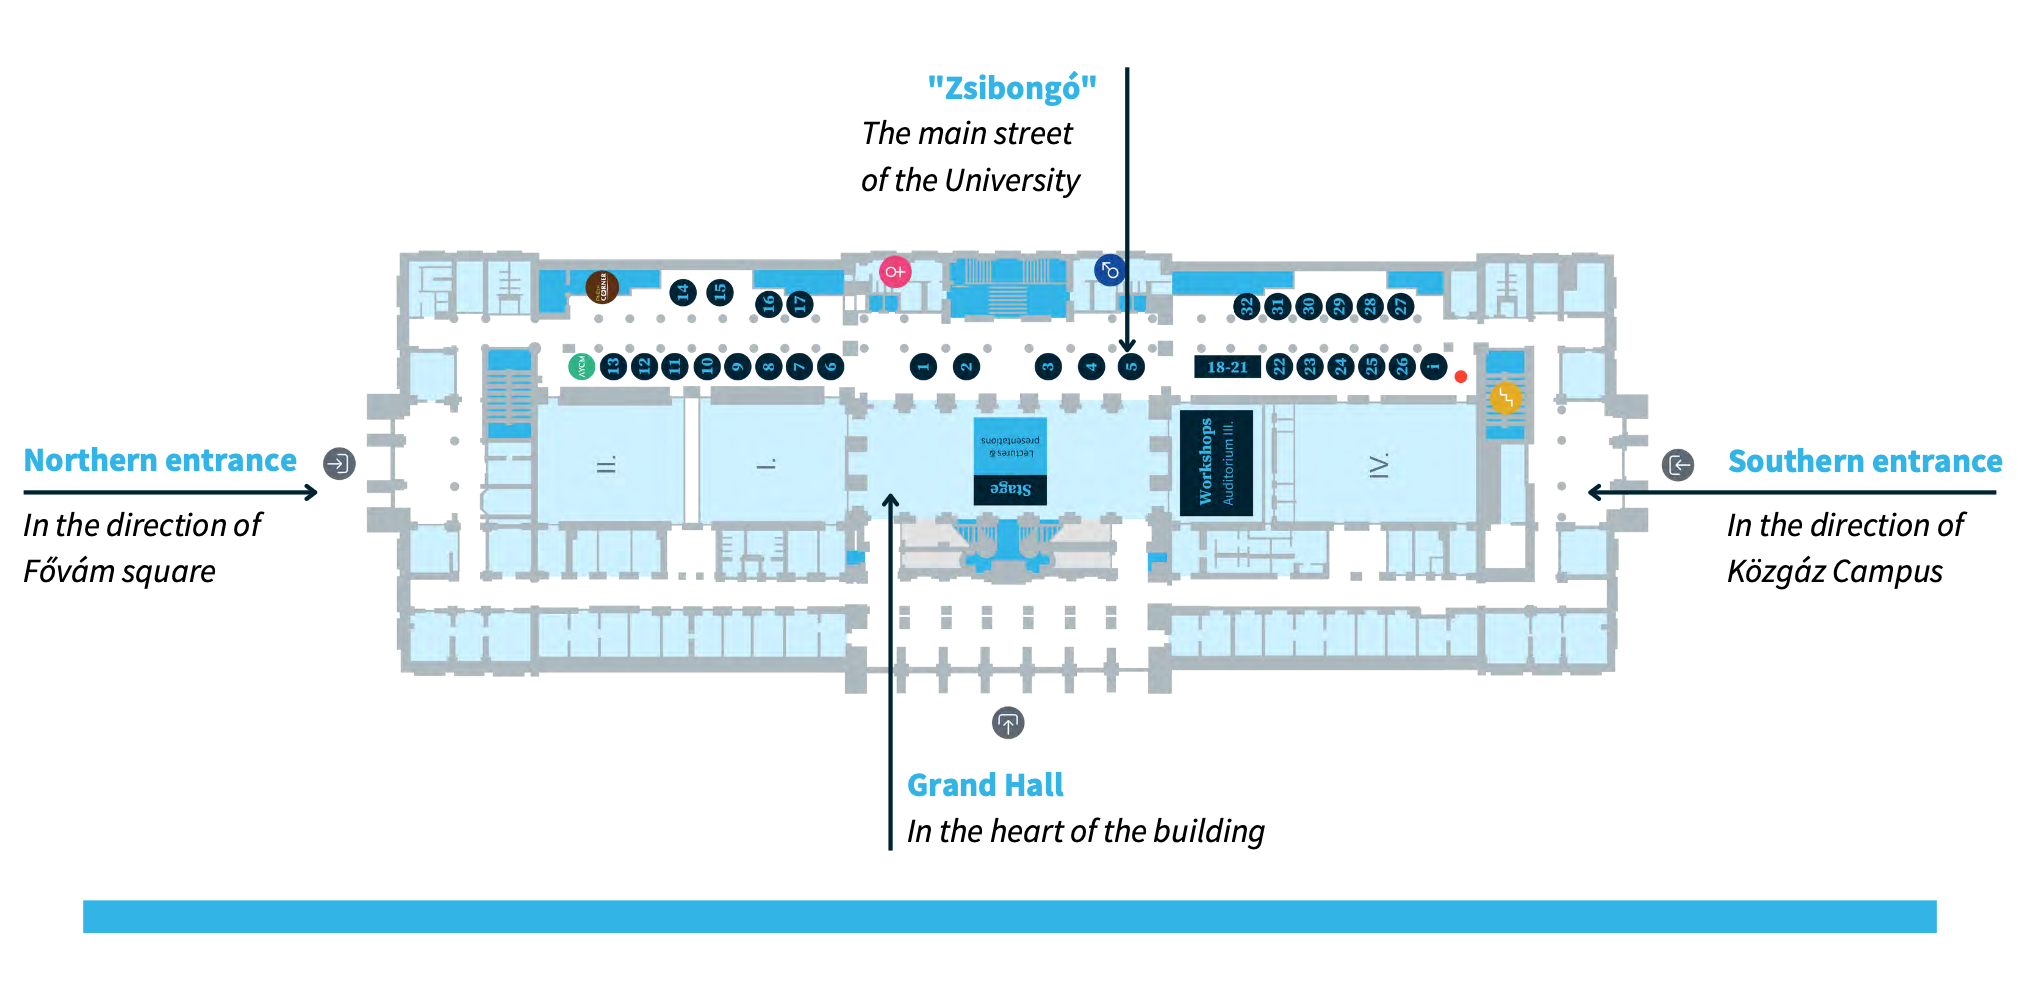 "Zsibongó"
The main street
of the University
CORNER
14
15
16
17
32
31
30
29
28
27
AYCM
13
12
11
10
9
8
7
6
1
2
3
4
5
18-21
22
23
24
25
26
i
Northern entrance
In the direction of
Fővám square
II.
I.
Lectures &
presentations
Stage
Workshops
Auditorium III.
IV.
Southern entrance
In the direction of
Közgáz Campus
Grand Hall
In the heart of the building